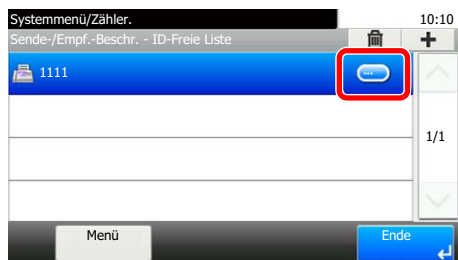 Systemmenü/Zähler.
10:10
Sende-/Empf.-Beschr. - ID-Freie Liste
1111
1/1
Menü
Ende